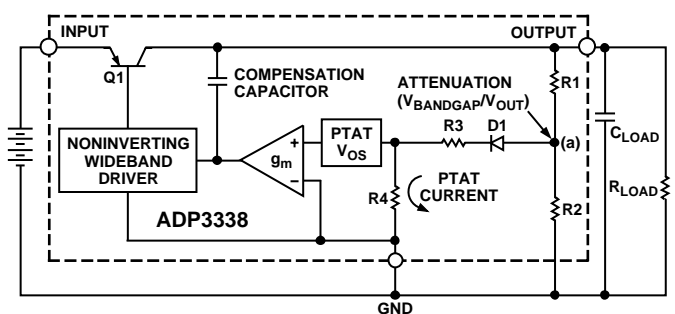 INPUT
OUTPUT
Q1
COMPENSATION
CAPACITOR
ATTENUATION
(VBANDGAP/VOUT)
R1
R3
D1
(a)
CLOAD
NONINVERTING
WIDEBAND
DRIVER
gm
+
−
PTAT
VOS
R4
PTAT
CURRENT
R2
RLOAD
ADP3338
GND